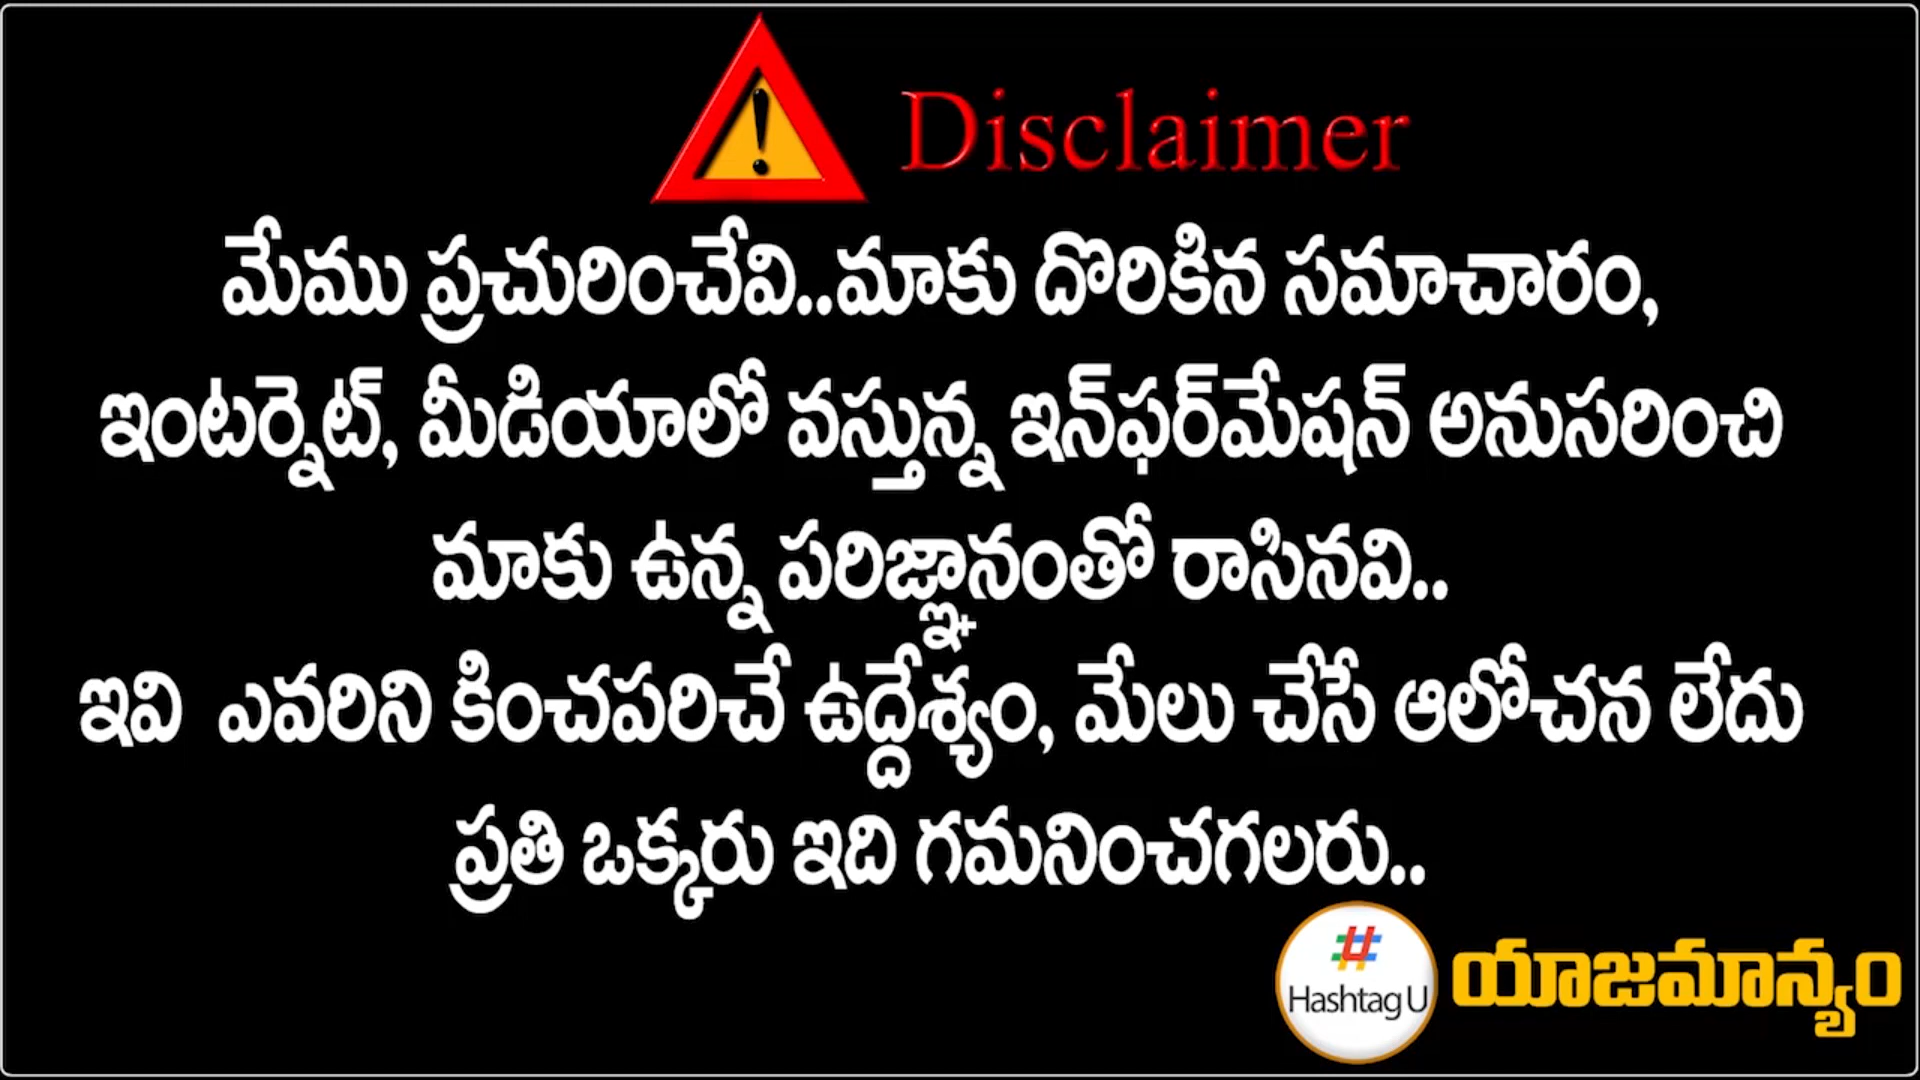 Disclaimer
మేము ప్రచురించేవి..మాకు దొరికిన సమాచారం,
ఇంటర్నెట్, మీడియాలో వస్తున్న ఇన్‌ఫర్‌మేషన్ అనుసరించి
మాకు ఉన్న పరిజ్ఞానంతో రాసినవి..
ఇవి ఎవరిని కించపరిచే ఉద్దేశ్యం, మేలు చేసే ఆలోచన లేదు
ప్రతి ఒక్కరు ఇది గమనించగలరు..
#
Hashtag U యాజమాన్యం